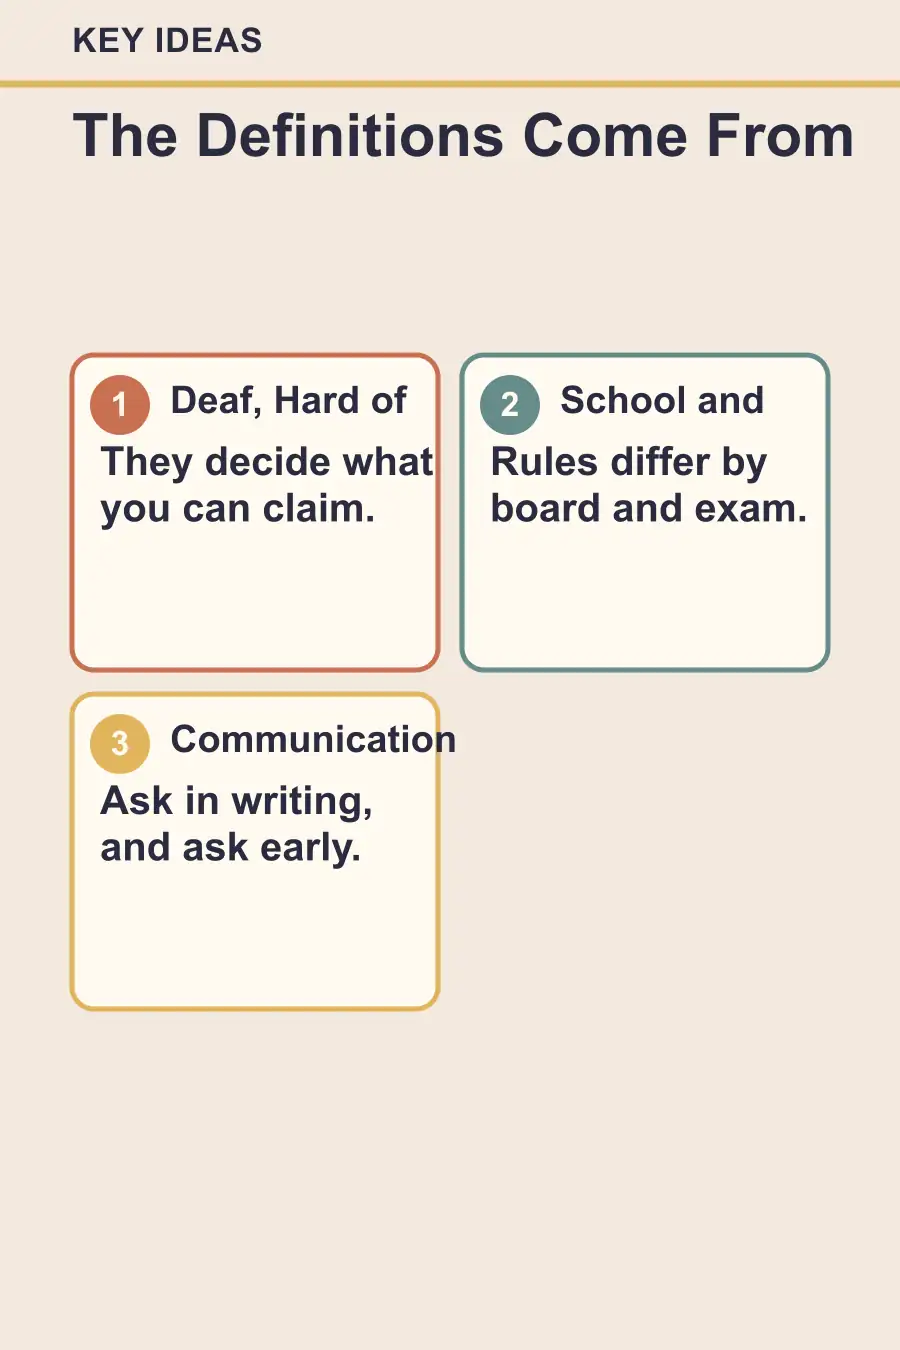 KEY IDEAS
The Definitions Come From
1
Deaf, Hard of
They decide what
you can claim.
2
School and
Rules differ by
board and exam.
3
Communication
Ask in writing,
and ask early.